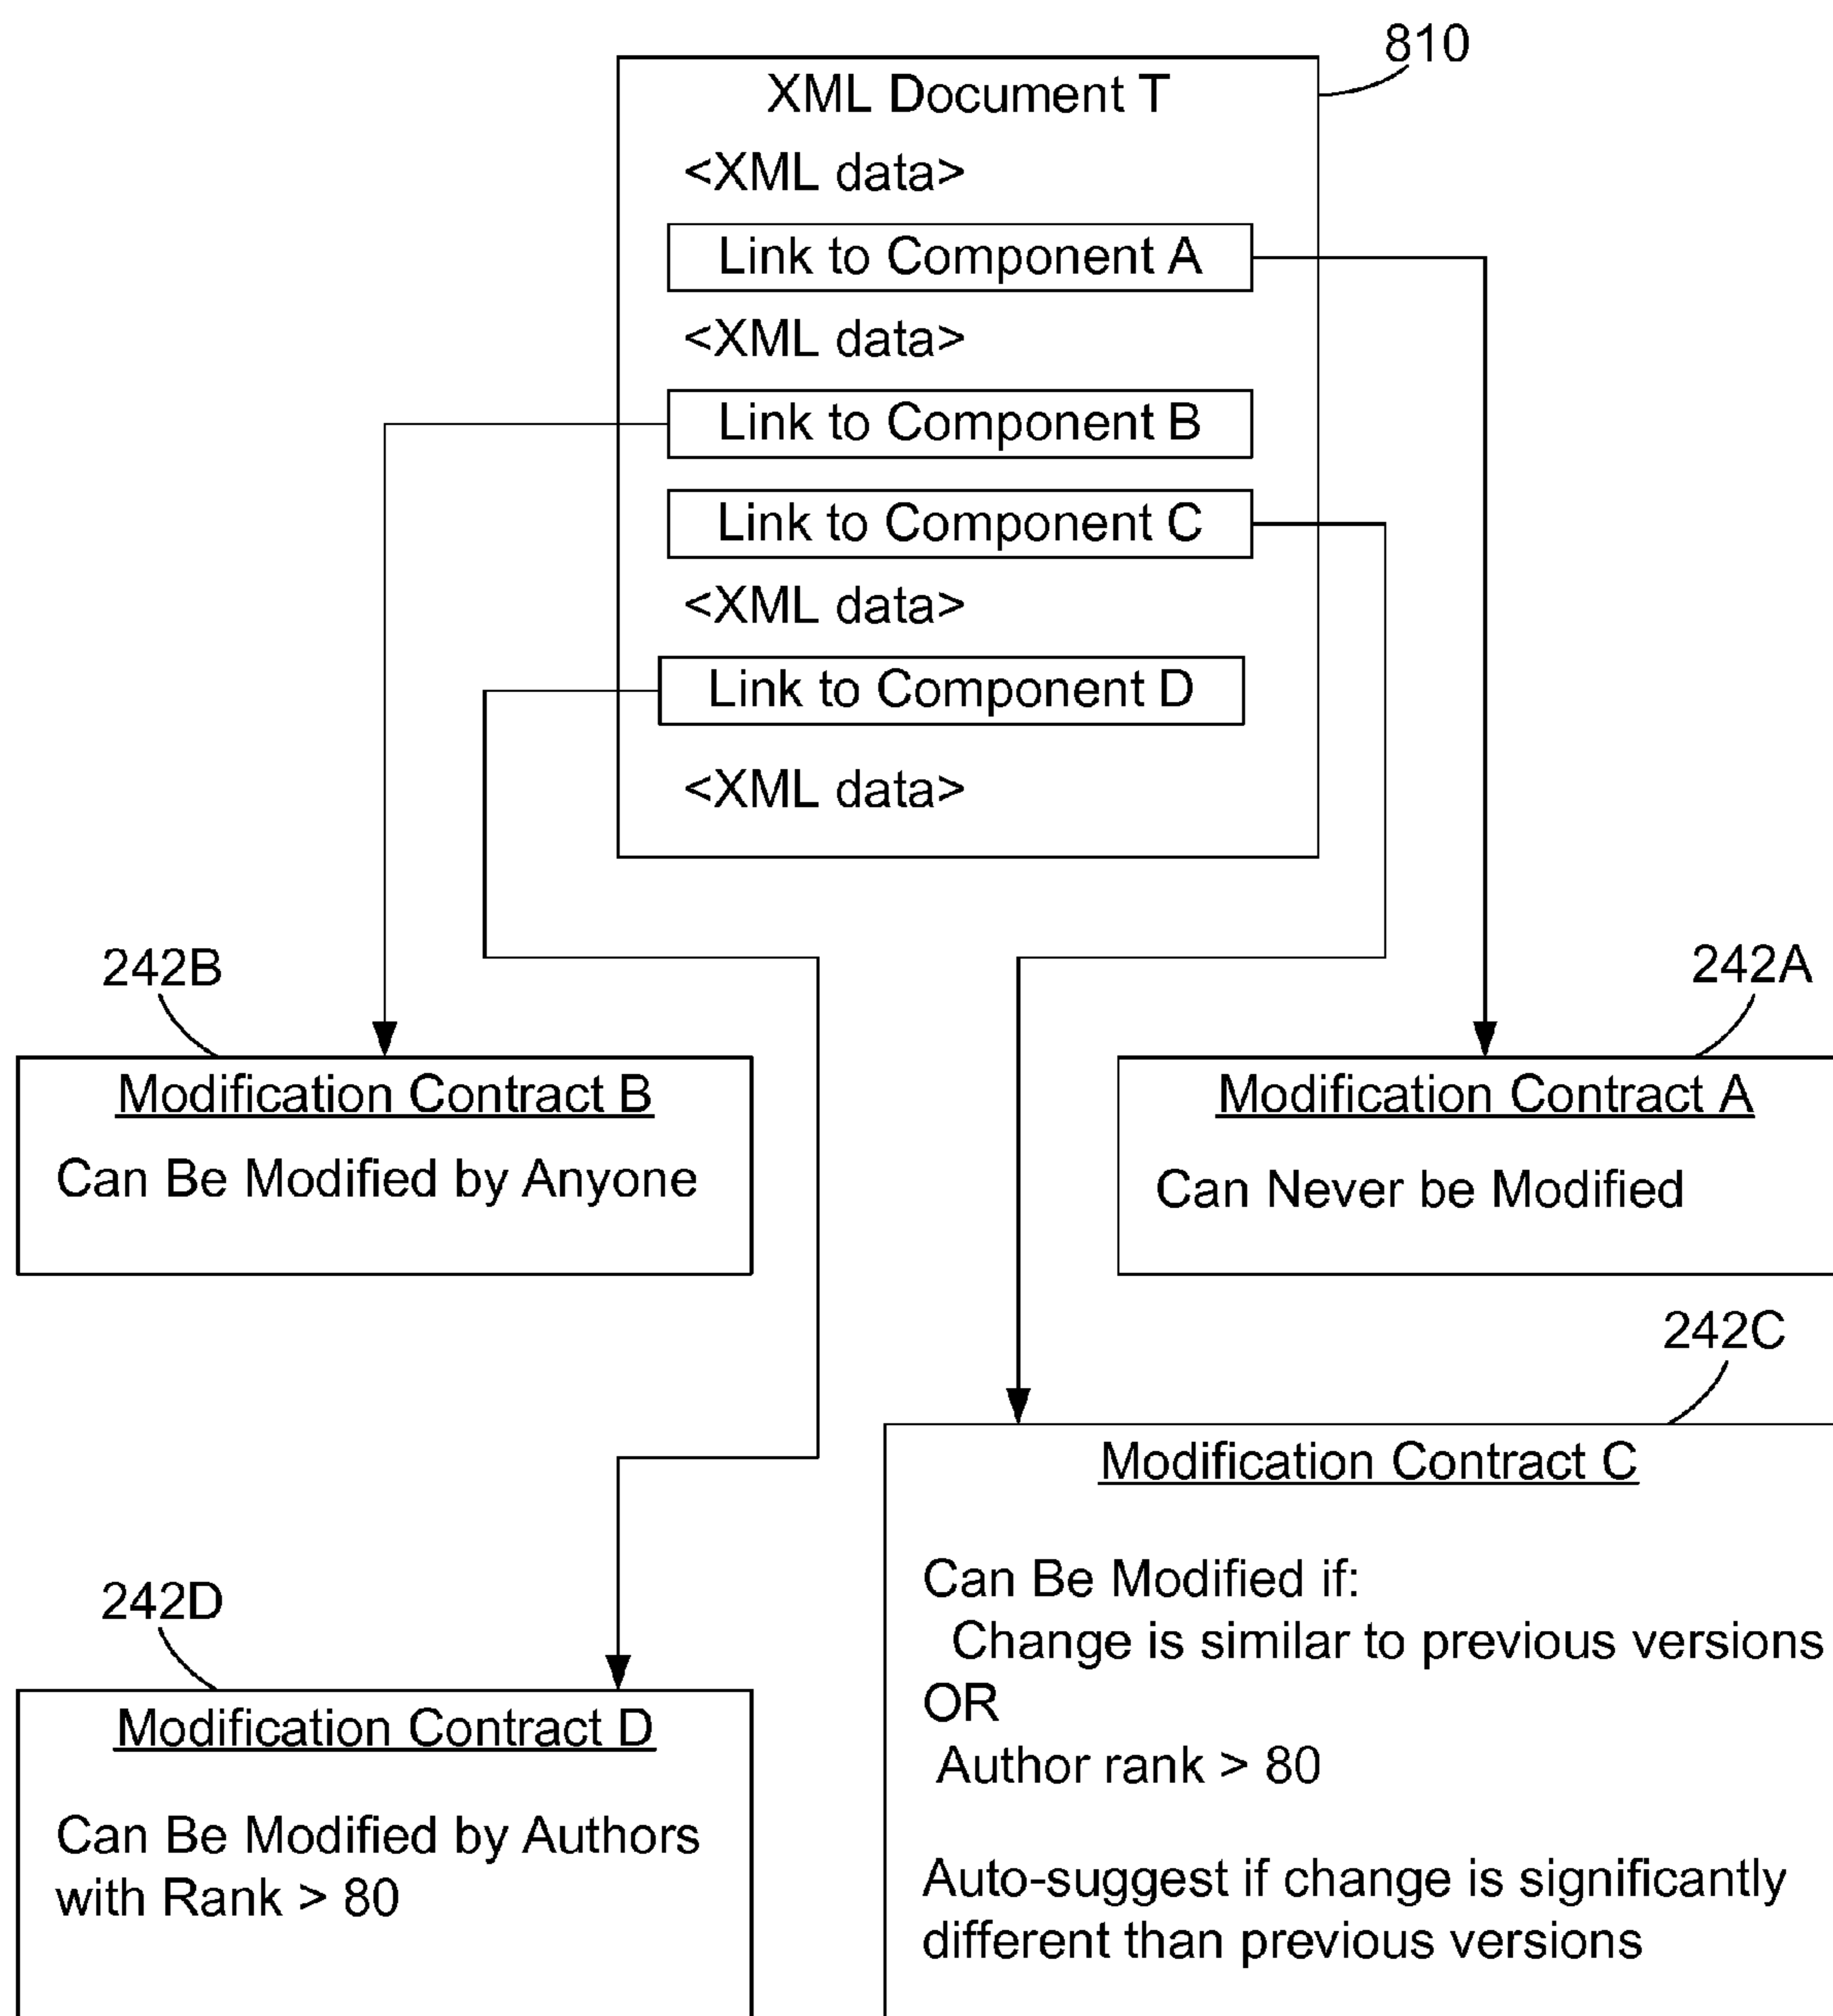 810
XML Document T
<XML data>
Link to Component A
<XML data>
Link to Component B
Link to Component C
<XML data>
Link to Component D
<XML data>
242B
Modification Contract B
Can Be Modified by Anyone
242A
Modification Contract A
Can Never be Modified
242C
Modification Contract C
Can Be Modified if:
Change is similar to previous versions
OR
Author rank > 80
Auto-suggest if change is significantly
different than previous versions
242D
Modification Contract D
Can Be Modified by Authors
with Rank > 80